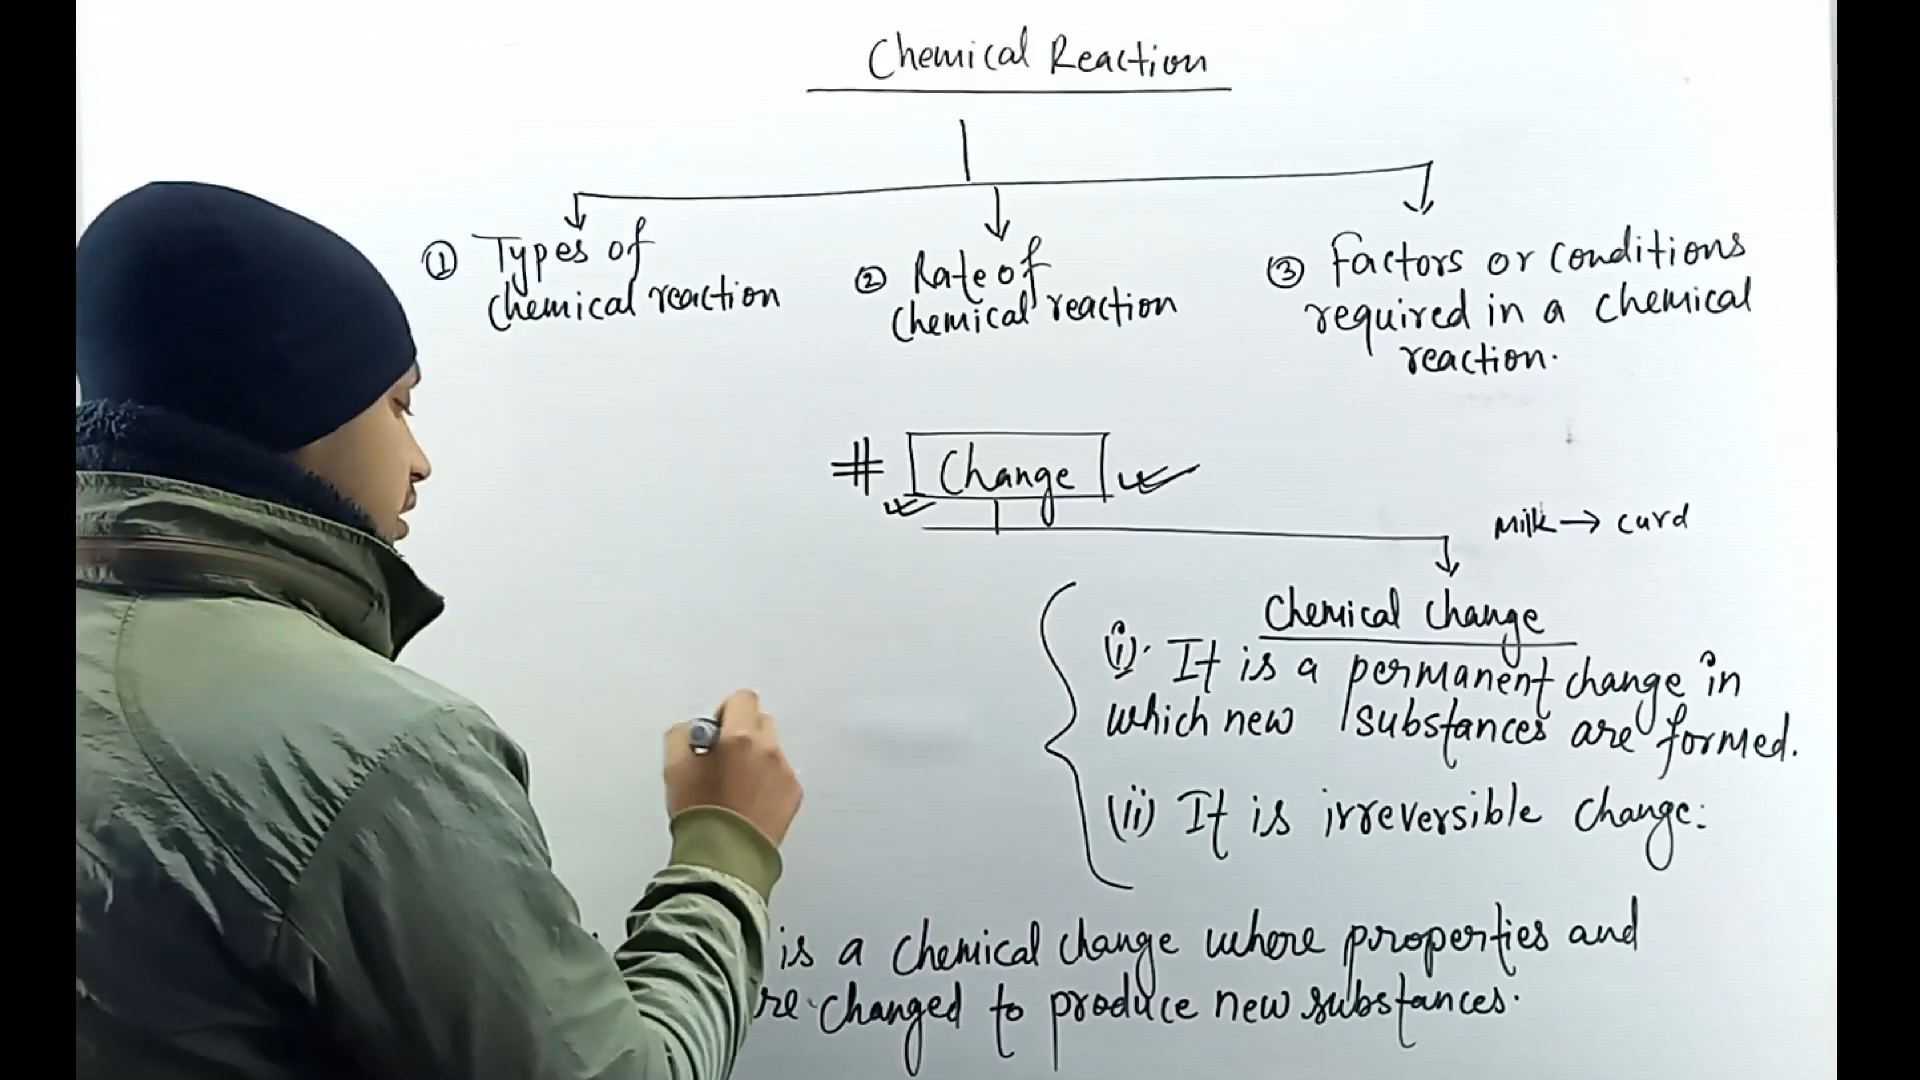 Chemical Reaction
① Types of
chemical reaction
② Rate of
chemical reaction
③ Factors or conditions
required in a chemical
reaction.
# Change
Milk → curd
Chemical change
(i). It is a permanent change in
which new substances are formed.
(ii) It is irreversible change.
is a chemical change where properties and
changed to produce new substances.